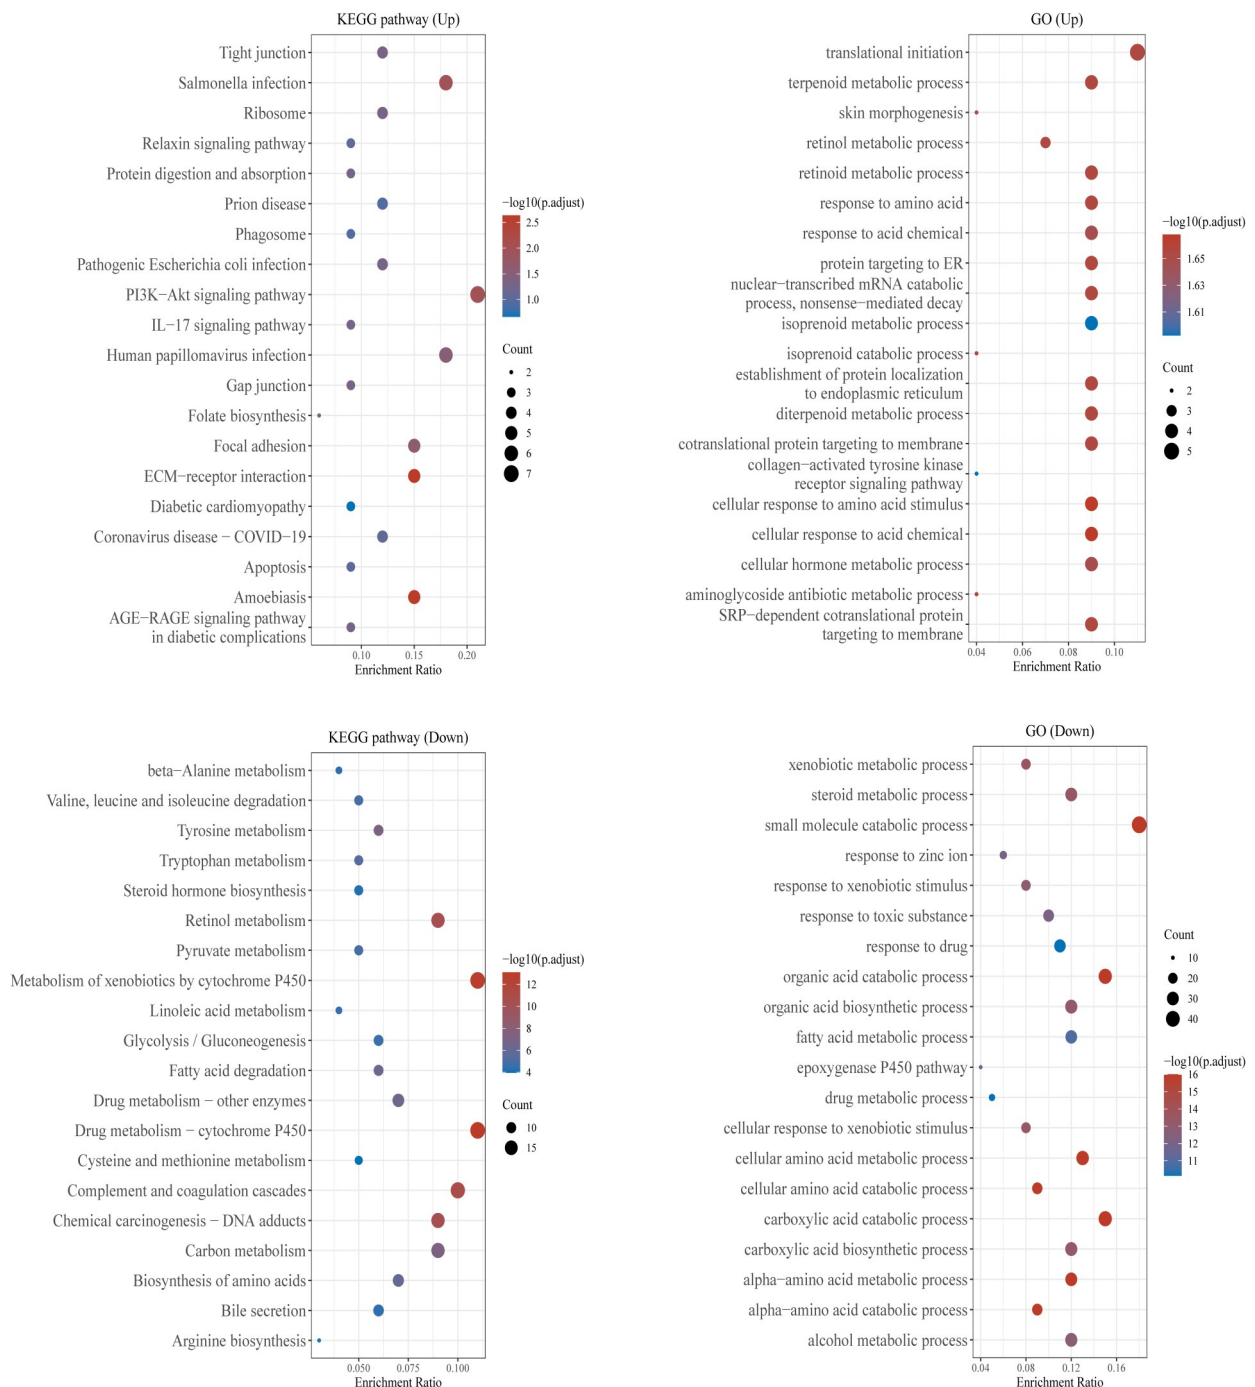 KEGG pathway (Up)
Tight junction
Salmonella infection
Ribosome
Relaxin signaling pathway
Protein digestion and absorption
Prion disease
Phagosome
Pathogenic Escherichia coli infection
PI3K−Akt signaling pathway
IL−17 signaling pathway
Human papillomavirus infection
Gap junction
Folate biosynthesis
Focal adhesion
ECM−receptor interaction
Diabetic cardiomyopathy
Coronavirus disease − COVID−19
Apoptosis
Amoebiasis
AGE−RAGE signaling pathway
in diabetic complications
0.10 0.15 0.20
Enrichment Ratio
−log10(p.adjust)
2.5
2.0
1.5
1.0
Count
2
3
4
5
6
7
GO (Up)
translational initiation
terpenoid metabolic process
skin morphogenesis
retinol metabolic process
retinoid metabolic process
response to amino acid
response to acid chemical
protein targeting to ER
nuclear-transcribed mRNA catabolic
process, nonsense−mediated decay
isoprenoid metabolic process
isoprenoid catabolic process
establishment of protein localization
to endoplasmic reticulum
diterpenoid metabolic process
cotranslational protein targeting to membrane
collagen−activated tyrosine kinase
receptor signaling pathway
cellular response to amino acid stimulus
cellular response to acid chemical
cellular hormone metabolic process
aminoglycoside antibiotic metabolic process
SRP−dependent cotranslational protein
targeting to membrane
0.04 0.06 0.08 0.10
Enrichment Ratio
−log10(p.adjust)
1.65
1.63
1.61
Count
2
3
4
5
KEGG pathway (Down)
beta−Alanine metabolism
Valine, leucine and isoleucine degradation
Tyrosine metabolism
Tryptophan metabolism
Steroid hormone biosynthesis
Retinol metabolism
Pyruvate metabolism
Metabolism of xenobiotics by cytochrome P450
Linoleic acid metabolism
Glycolysis / Gluconeogenesis
Fatty acid degradation
Drug metabolism − other enzymes
Drug metabolism − cytochrome P450
Cysteine and methionine metabolism
Complement and coagulation cascades
Chemical carcinogenesis − DNA adducts
Carbon metabolism
Biosynthesis of amino acids
Bile secretion
Arginine biosynthesis
0.050 0.075 0.100
Enrichment Ratio
−log10(p.adjust)
12
10
8
6
4
Count
10
15
GO (Down)
xenobiotic metabolic process
steroid metabolic process
small molecule catabolic process
response to zinc ion
response to xenobiotic stimulus
response to toxic substance
response to drug
organic acid catabolic process
organic acid biosynthetic process
fatty acid metabolic process
epoxygenase P450 pathway
drug metabolic process
cellular response to xenobiotic stimulus
cellular amino acid metabolic process
cellular amino acid catabolic process
carboxylic acid catabolic process
carboxylic acid biosynthetic process
alpha−amino acid metabolic process
alpha−amino acid catabolic process
alcohol metabolic process
0.04 0.08 0.12 0.16
Enrichment Ratio
Count
10
20
30
40
−log10(p.adjust)
16
15
14
13
12
11